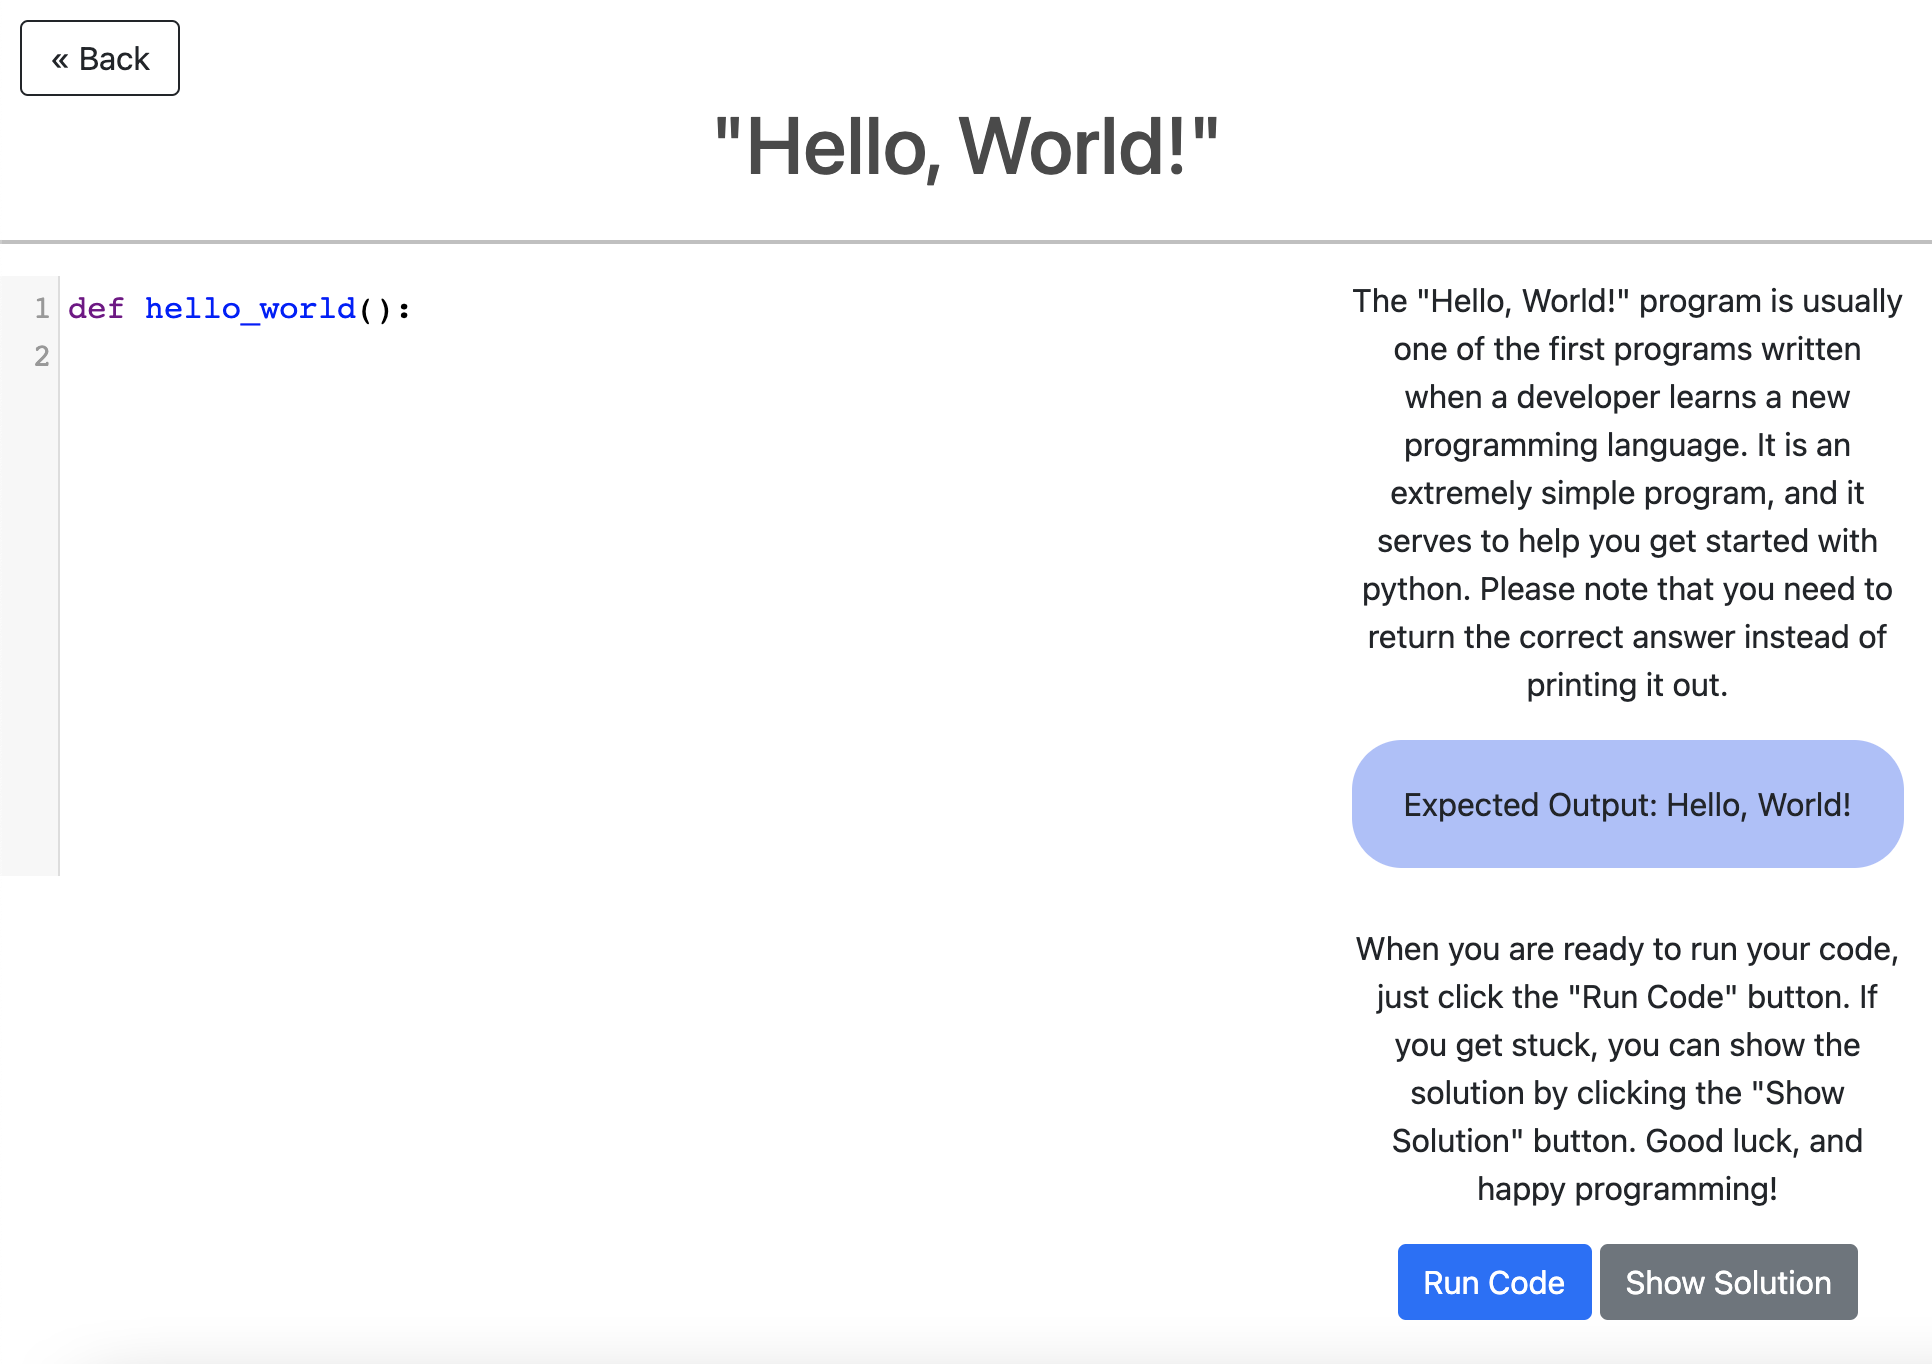 « Back
"Hello, World!"
1 def hello_world():
2
The "Hello, World!" program is usually
one of the first programs written
when a developer learns a new
programming language. It is an
extremely simple program, and it
serves to help you get started with
python. Please note that you need to
return the correct answer instead of
printing it out.
Expected Output: Hello, World!
When you are ready to run your code,
just click the "Run Code" button. If
you get stuck, you can show the
solution by clicking the "Show
Solution" button. Good luck, and
happy programming!
Run Code Show Solution